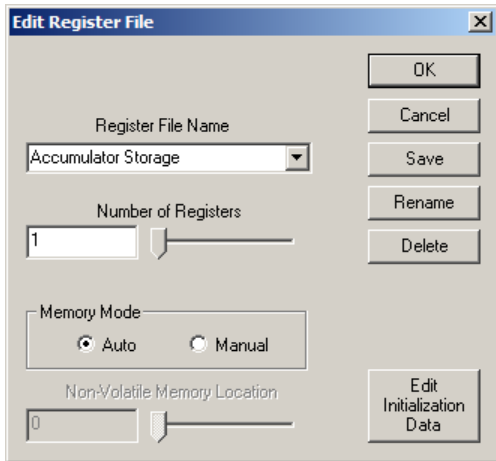 Edit Register File
OK
Register File Name
Cancel
Accumulator Storage
Save
Number of Registers
Rename
1
Delete
Memory Mode
Auto
Manual
Non-Volatile Memory Location
0
Edit
Initialization
Data